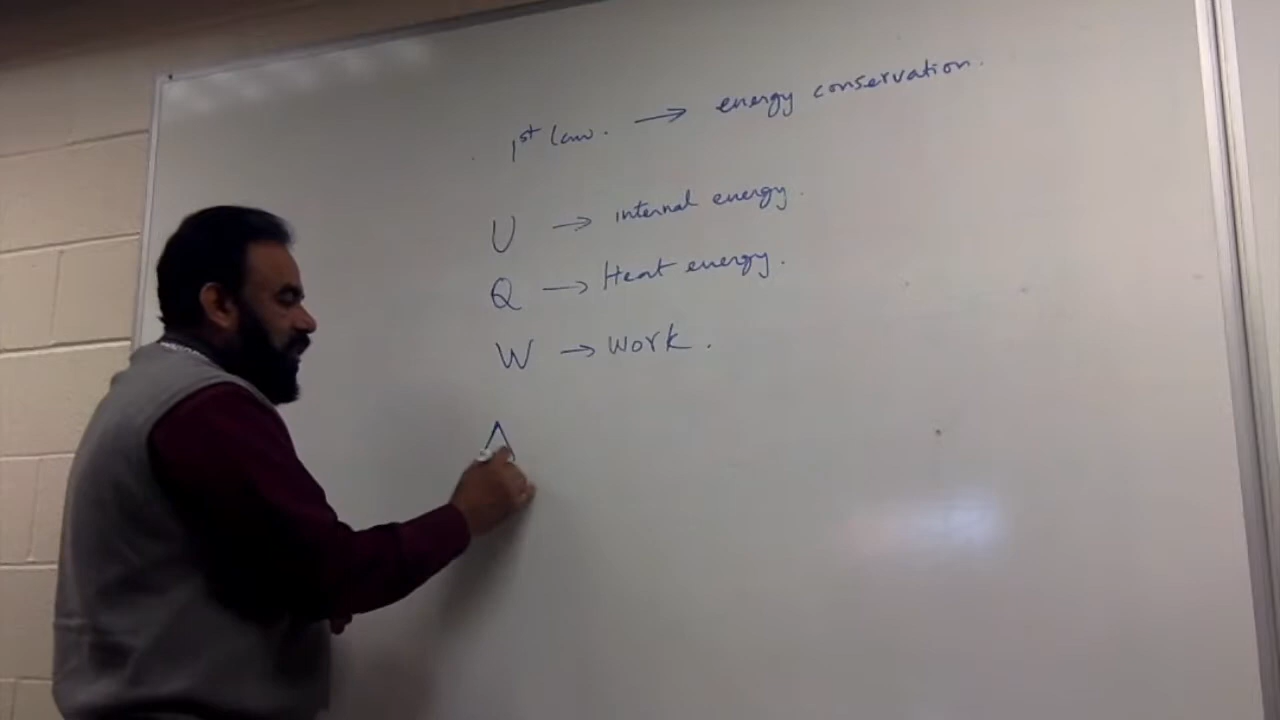 1st law. → energy conservation.
U → internal energy.
Q → Heat energy.
W → work.
Δ